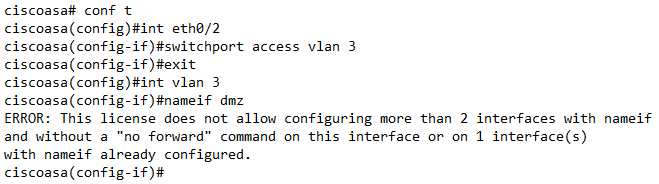 ciscoasa# conf t
ciscoasa(config)#int eth0/2
ciscoasa(config-if)#switchport access vlan 3
ciscoasa(config-if)#exit
ciscoasa(config)#int vlan 3
ciscoasa(config-if)#nameif dmz
ERROR: This license does not allow configuring more than 2 interfaces with nameif
and without a "no forward" command on this interface or on 1 interface(s)
with nameif already configured.
ciscoasa(config-if)#